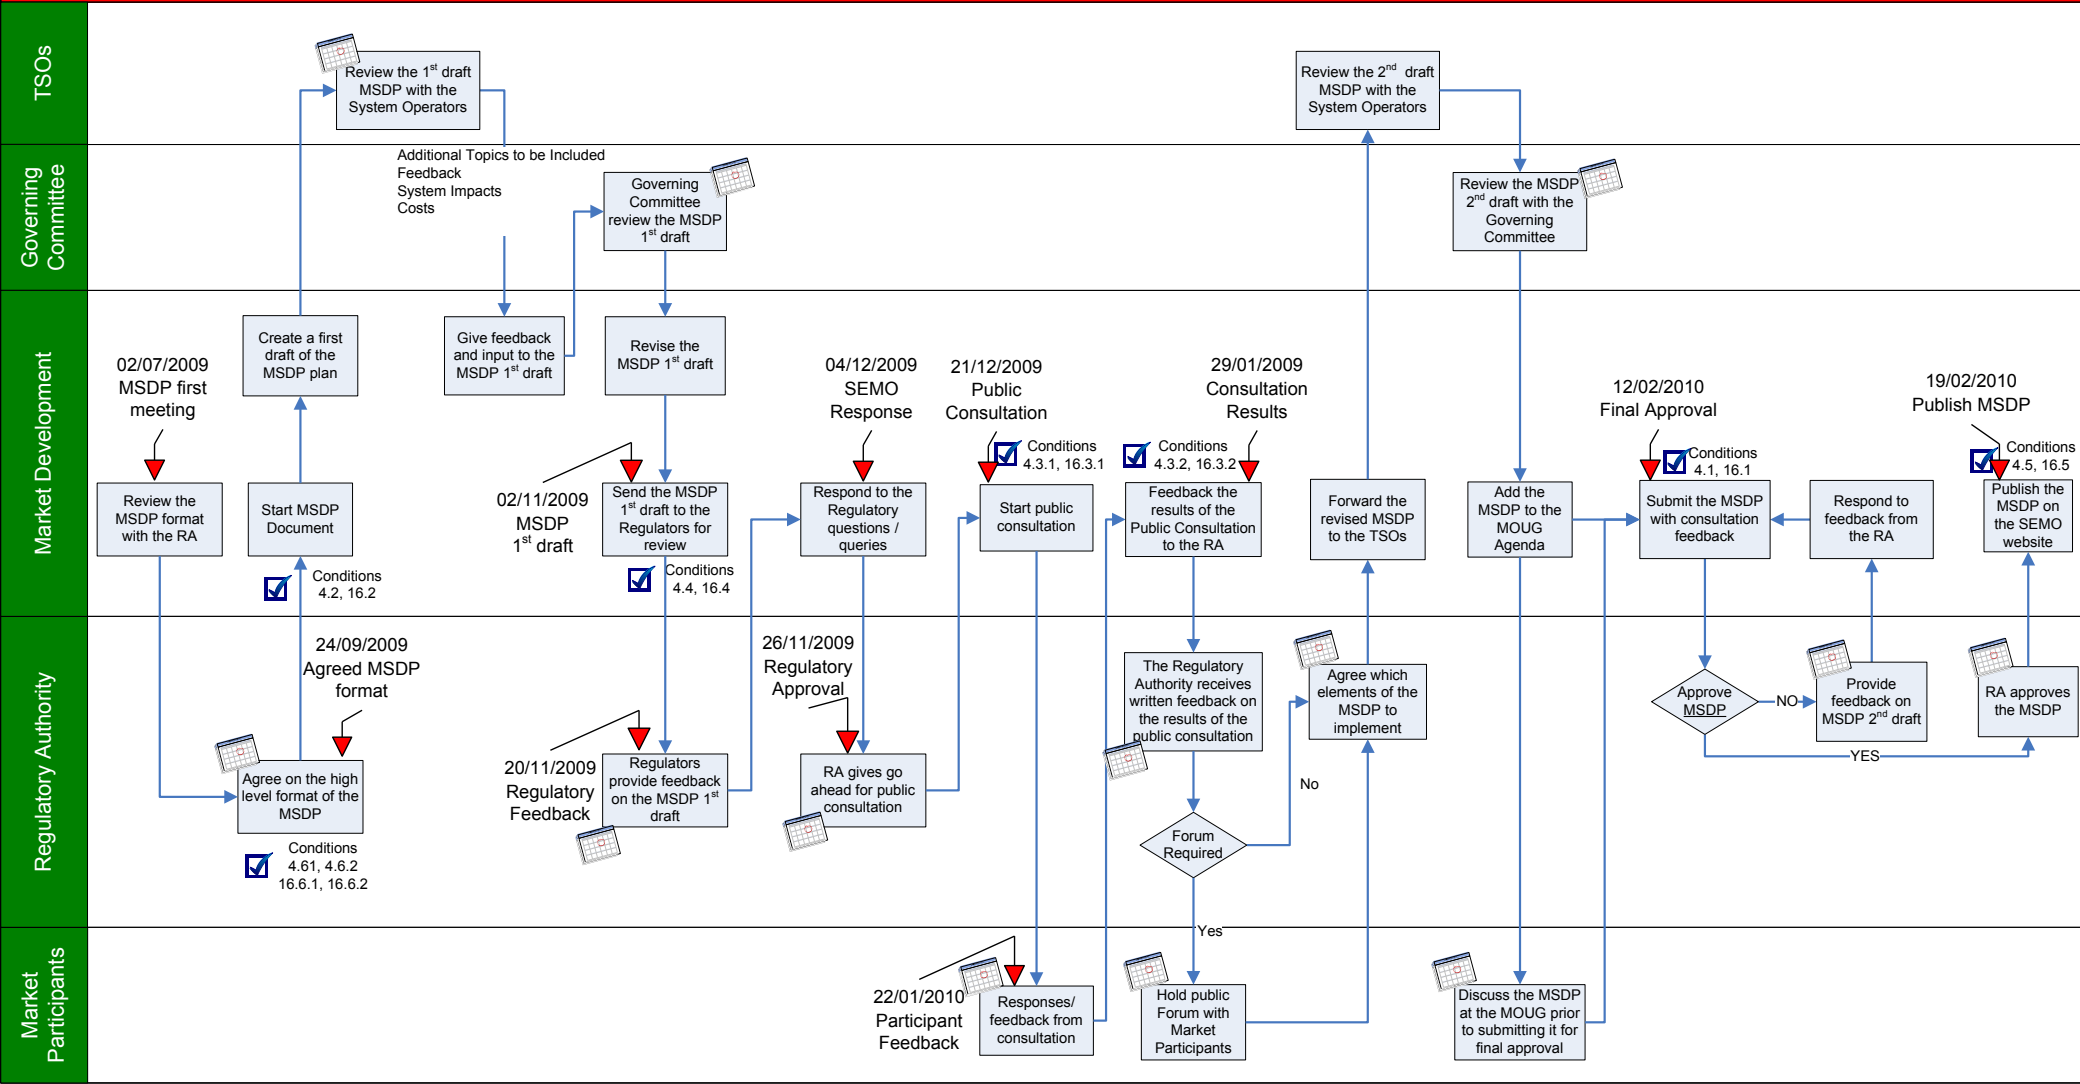 TSOs
Review the 1st draft
MSDP with the
System Operators
Review the 2nd draft
MSDP with the
System Operators
Governing
Committee
Additional Topics to be Included
Feedback
System Impacts
Costs
Governing
Committee
review the MSDP
1st draft
Review the MSDP
2nd draft with the
Governing
Committee
Market Development
02/07/2009
MSDP first
meeting
Review the
MSDP format
with the RA
Create a first
draft of the
MSDP plan
Start MSDP
Document
Conditions
4.2, 16.2
Give feedback
and input to the
MSDP 1st draft
Revise the
MSDP 1st draft
02/11/2009
MSDP
1st draft
Send the MSDP
1st draft to the
Regulators for
review
Conditions
4.4, 16.4
04/12/2009
SEMO
Response
Respond to the
Regulatory
questions /
queries
21/12/2009
Public
Consultation
Conditions
4.3.1, 16.3.1
Start public
consultation
Conditions
4.3.2, 16.3.2
29/01/2009
Consultation
Results
Feedback the
results of the
Public Consultation
to the RA
Forward the
revised MSDP
to the TSOs
Add the
MSDP to the
MOUG
Agenda
12/02/2010
Final Approval
Conditions
4.1, 16.1
Submit the MSDP
with consultation
feedback
Respond to
feedback from
the RA
19/02/2010
Publish MSDP
Conditions
4.5, 16.5
Publish the
MSDP on
the SEMO
website
Regulatory Authority
24/09/2009
Agreed MSDP
format
Agree on the high
level format of the
MSDP
Conditions
4.61, 4.6.2
16.6.1, 16.6.2
20/11/2009
Regulatory
Feedback
Regulators
provide feedback
on the MSDP 1st
draft
26/11/2009
Regulatory
Approval
RA gives go
ahead for public
consultation
The Regulatory
Authority receives
written feedback on
the results of the
public consultation
Forum
Required
No
Yes
Agree which
elements of the
MSDP to
implement
Approve
MSDP
NO
YES
Provide
feedback on
MSDP 2nd draft
RA approves
the MSDP
Market
Participants
22/01/2010
Participant
Feedback
Responses/
feedback from
consultation
Hold public
Forum with
Market
Participants
Discuss the MSDP
at the MOUG prior
to submitting it for
final approval